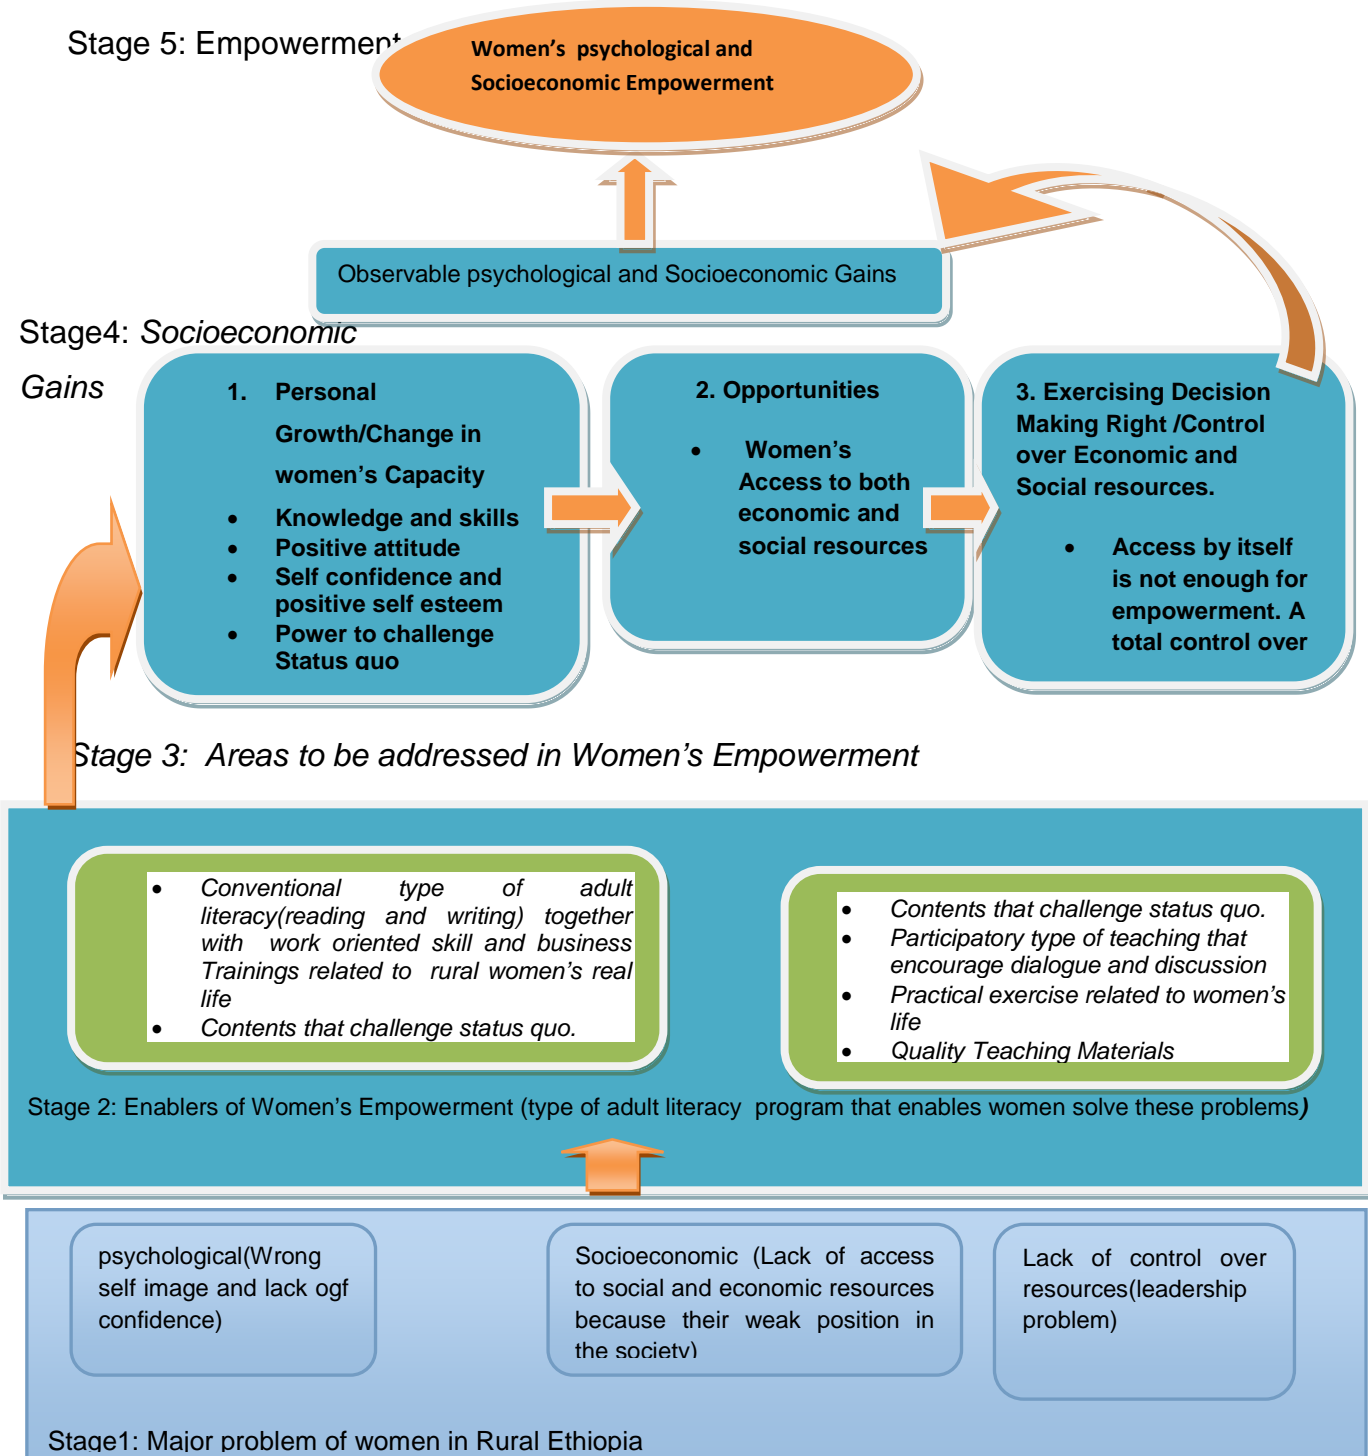 Stage 5: Empowerment
Women’s psychological and
Socioeconomic Empowerment
Observable psychological and Socioeconomic Gains
Stage4: Socioeconomic
Gains
1. Personal
Growth/Change in
women’s Capacity
• Knowledge and skills
• Positive attitude
• Self confidence and
positive self esteem
• Power to challenge
Status quo
2. Opportunities
• Women’s
Access to both
economic and
social resources
3. Exercising Decision
Making Right /Control
over Economic and
Social resources.
• Access by itself
is not enough for
empowerment. A
total control over
Stage 3: Areas to be addressed in Women’s Empowerment
• Conventional type of adult
literacy(reading and writing) together
with work oriented skill and business
Trainings related to rural women’s real
life
• Contents that challenge status quo.
• Contents that challenge status quo.
• Participatory type of teaching that
encourage dialogue and discussion
• Practical exercise related to women’s
life
• Quality Teaching Materials
Stage 2: Enablers of Women’s Empowerment (type of adult literacy program that enables women solve these problems)
psychological(Wrong
self image and lack ogf
confidence)
Socioeconomic (Lack of access
to social and economic resources
because their weak position in
the society)
Lack of control over
resources(leadership
problem)
Stage1: Major problem of women in Rural Ethiopia